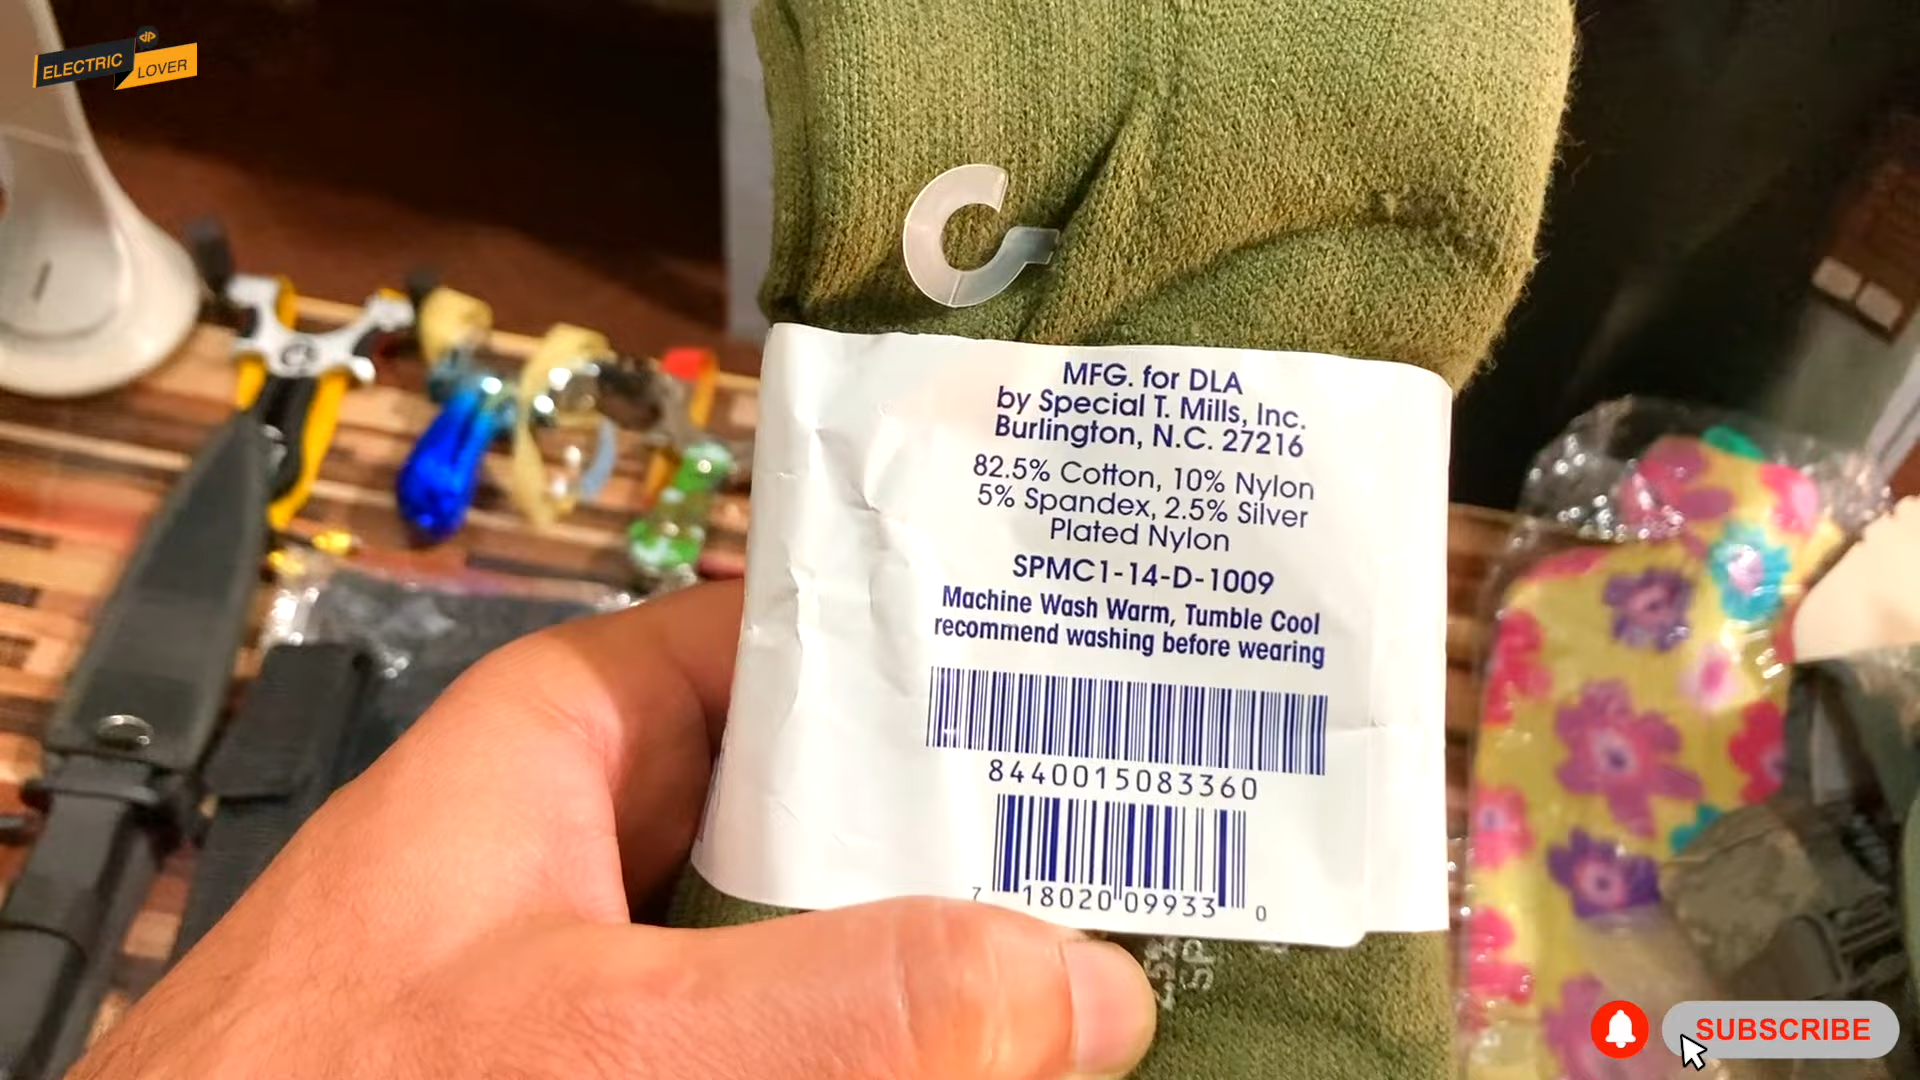 ELECTRIC
LOVER
MFG. for DLA
by Special T. Mills, Inc.
Burlington, N.C. 27216
82.5% Cotton, 10% Nylon
5% Spandex, 2.5% Silver
Plated Nylon
SPMC1-14-D-1009
Machine Wash Warm, Tumble Cool
recommend washing before wearing
8440015083360
7 18020 09933 0
SUBSCRIBE